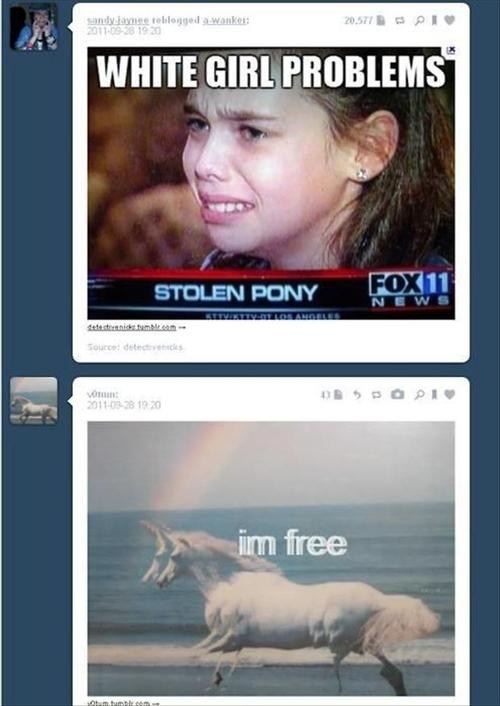 sandy-jaynee reblogged a-wanker:
20,577
2011-09-28 19:20
WHITE GIRL PROBLEMS
STOLEN PONY
FOX 11
NEWS
KTTV/KTTV-DT LOS ANGELES
detectivenicks.tumblr.com →
Source: detectivenicks
v0tum:
43
2011-09-28 19:20
im free
v0tum.tumblr.com →